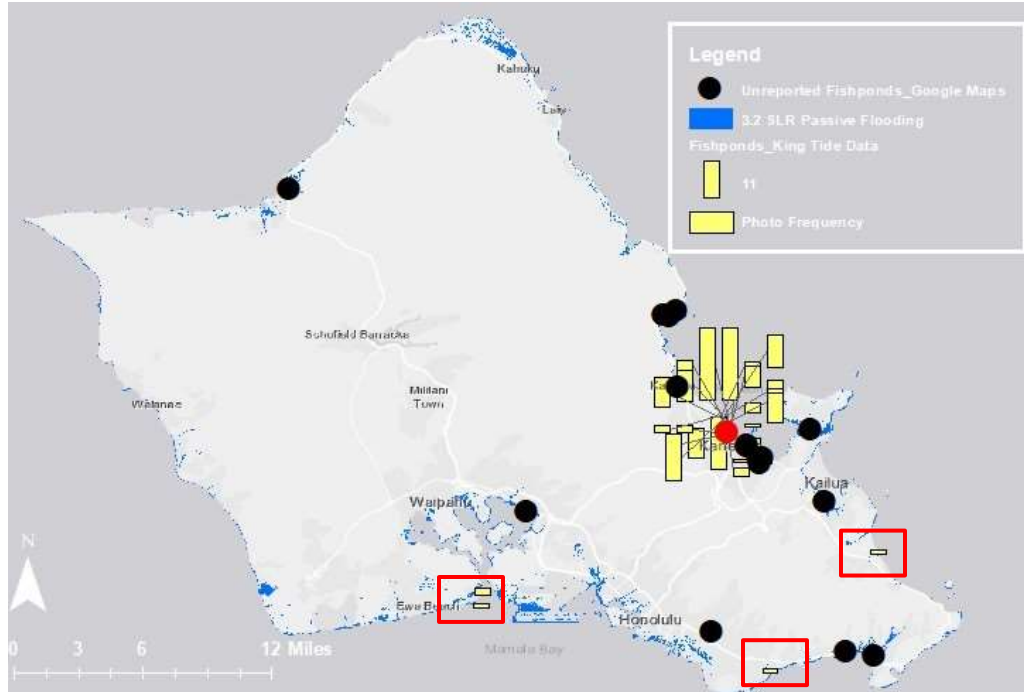 Legend
Unreported Fishponds_Google Maps
3.2 SLR Passive Flooding
Fishponds_King Tide Data
11
Photo Frequency
Kahuku
Schofield Barracks
Mililani
Town
Waianae
Kailua
Waipahu
N
Ewa Beach
Honolulu
0 3 6 12 Miles
Mamala Bay